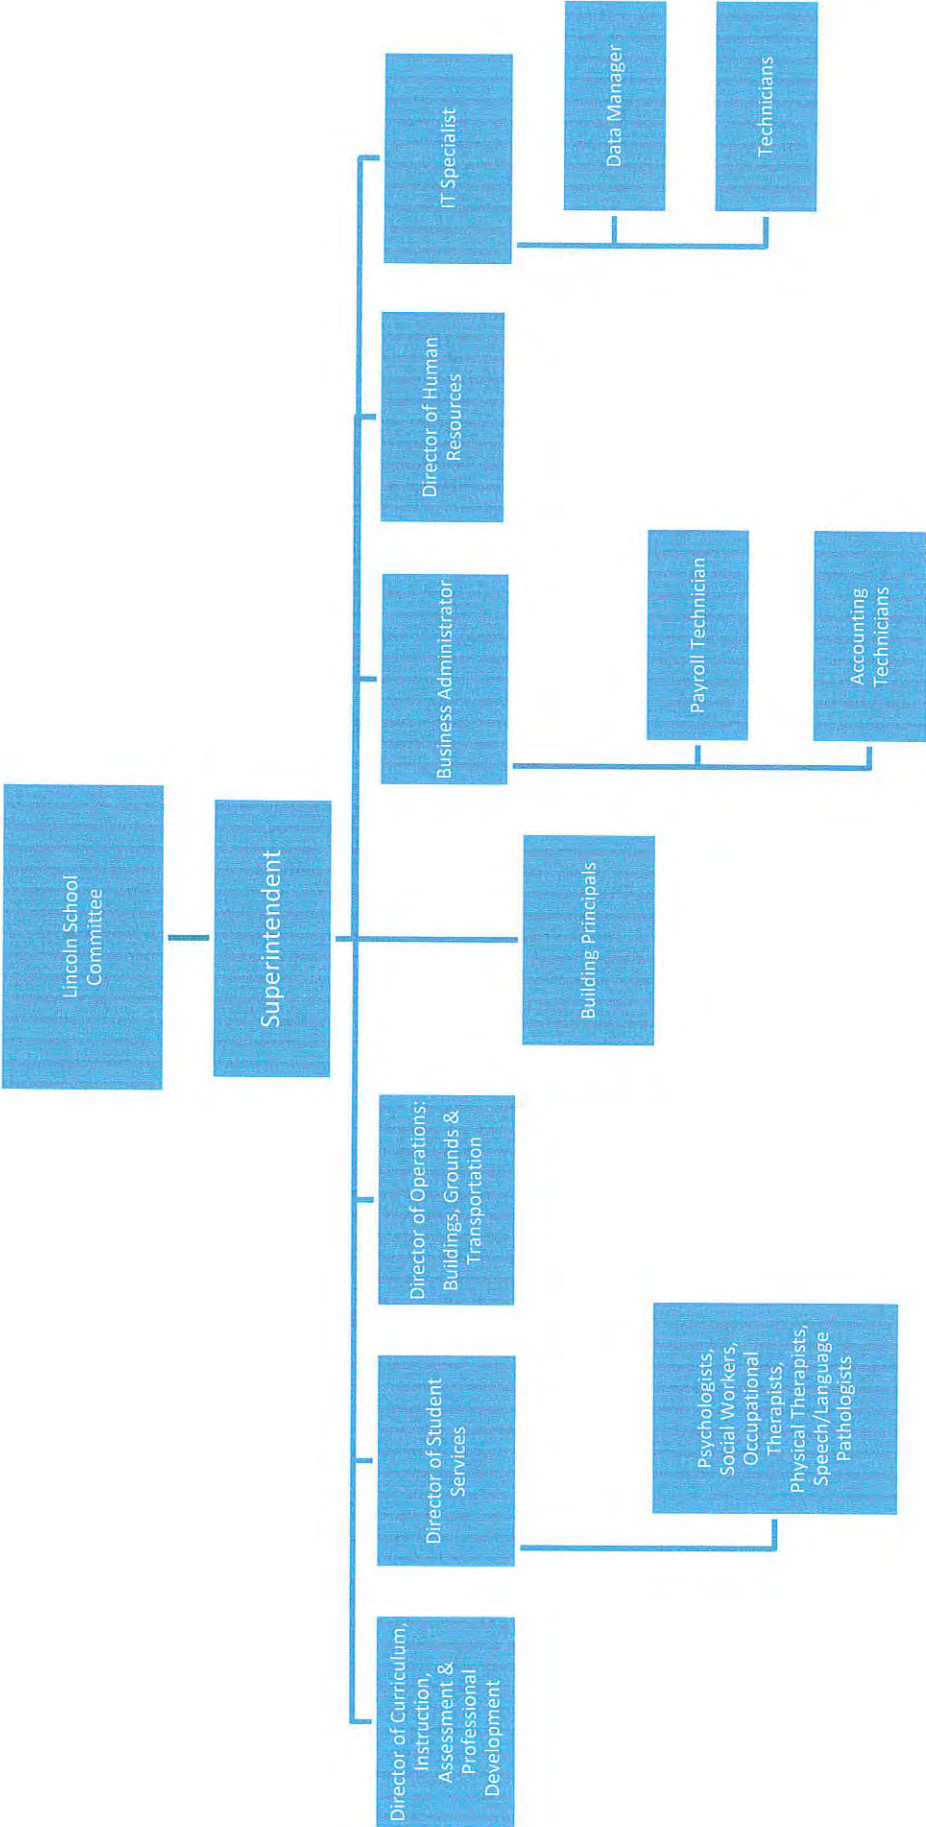 Lincoln School
Committee
Superintendent
Director of Curriculum,
Instruction,
Assessment &
Professional
Development
Director of Student
Services
Director of Operations:
Buildings, Grounds &
Transportation
Building Principals
Business Administrator
Director of Human
Resources
IT Specialist
Psychologists,
Social Workers,
Occupational
Therapists,
Physical Therapists,
Speech/Language
Pathologists
Payroll Technician
Accounting
Technicians
Data Manager
Technicians